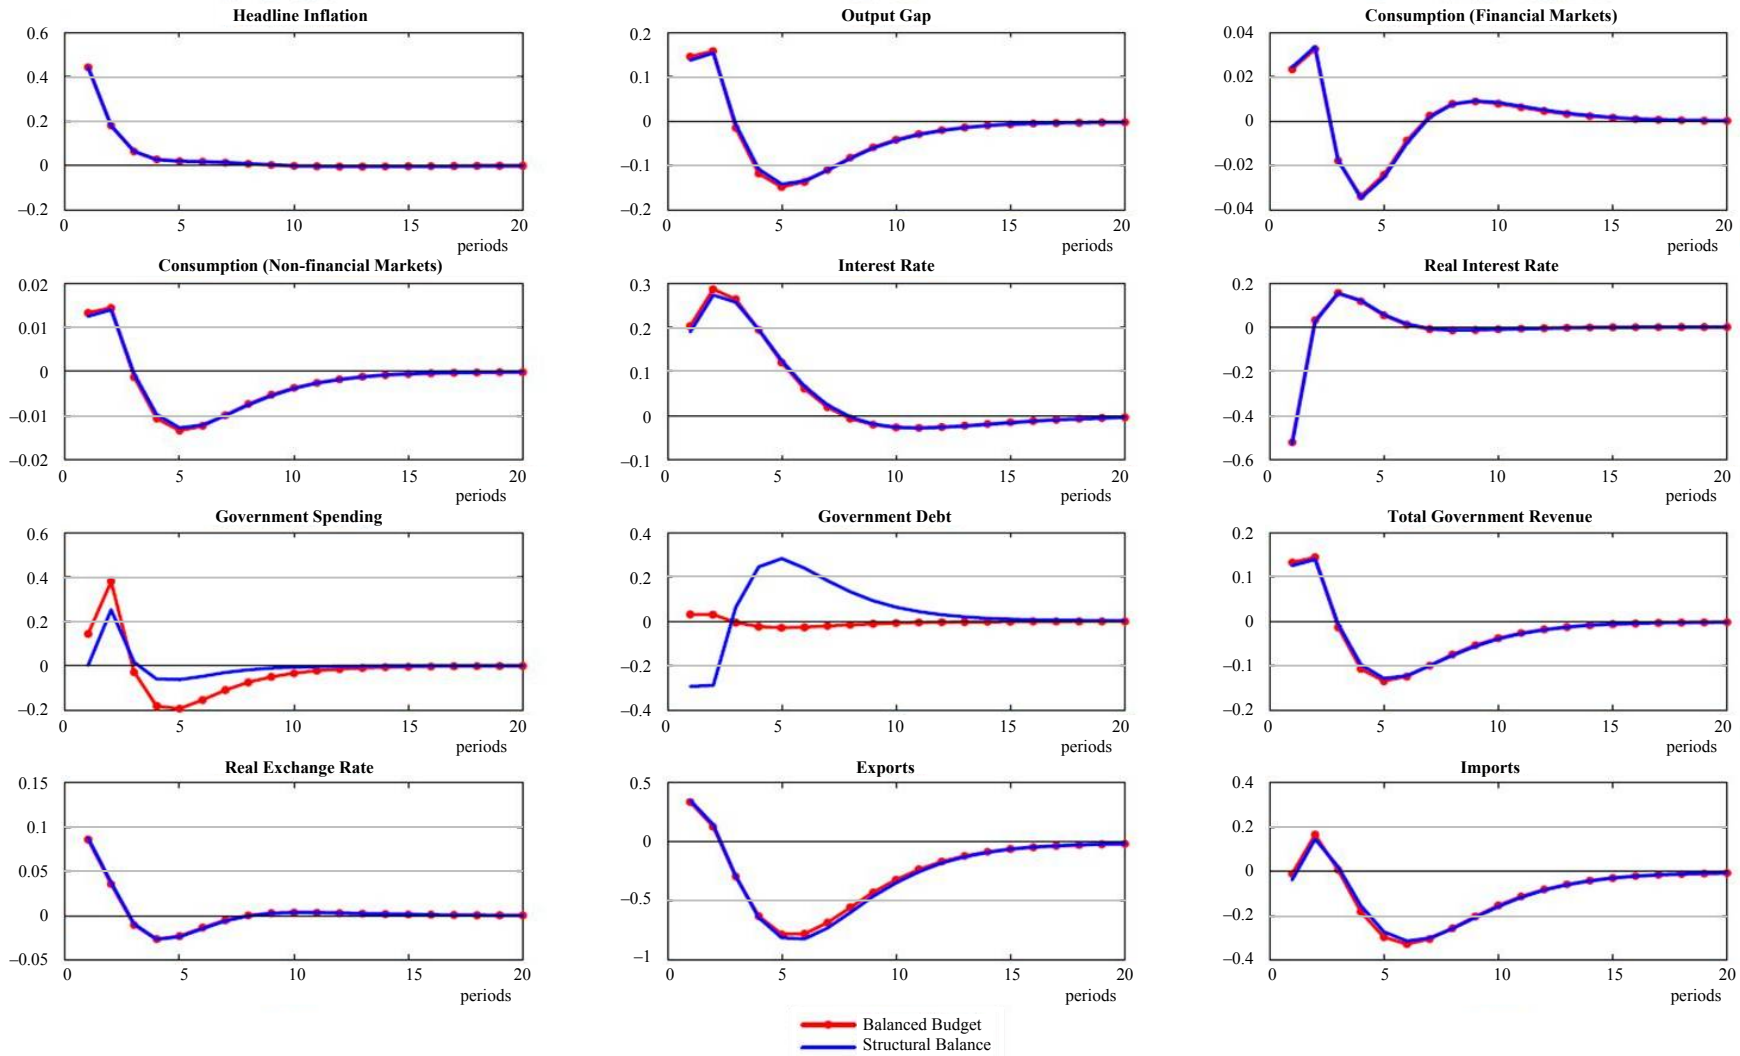 Headline Inflation
0.6
0.4
0.2
0
–0.2
0 5 10 15 20
periods
Output Gap
0.2
0.1
0
–0.1
–0.2
0 5 10 15 20
periods
Consumption (Financial Markets)
0.04
0.02
0
–0.02
–0.04
0 5 10 15 20
periods
Consumption (Non-financial Markets)
0.02
0.01
0
–0.01
–0.02
0 5 10 15 20
periods
Interest Rate
0.3
0.2
0.1
0
–0.1
0 5 10 15 20
periods
Real Interest Rate
0.2
0
–0.2
–0.4
–0.6
0 5 10 15 20
periods
Government Spending
0.6
0.4
0.2
0
–0.2
0 5 10 15 20
periods
Government Debt
0.4
0.2
0
–0.2
–0.4
0 5 10 15 20
periods
Total Government Revenue
0.2
0.1
0
–0.1
–0.2
0 5 10 15 20
periods
Real Exchange Rate
0.15
0.1
0.05
0
–0.05
0 5 10 15 20
periods
Exports
0.5
0
–0.5
–1
0 5 10 15 20
periods
Imports
0.4
0.2
0
–0.2
–0.4
0 5 10 15 20
periods
Balanced Budget
Structural Balance